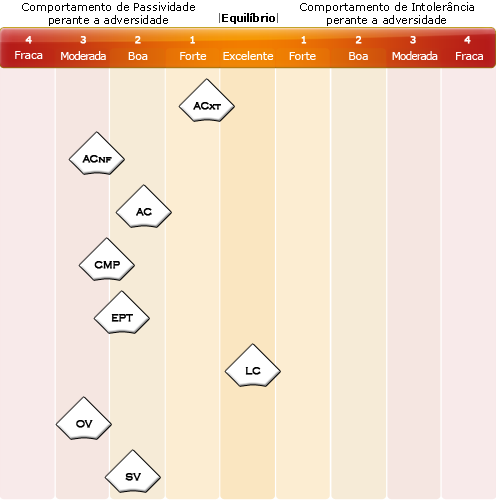 Comportamento de Passividade
perante a adversidade
|Equilíbrio|
Comportamento de Intolerância
perante a adversidade
4 3 2 1 1 2 3 4
Fraca Moderada Boa Forte Excelente Forte Boa Moderada Fraca
ACXT
ACNF
AC
CMP
EPT
LC
OV
SV